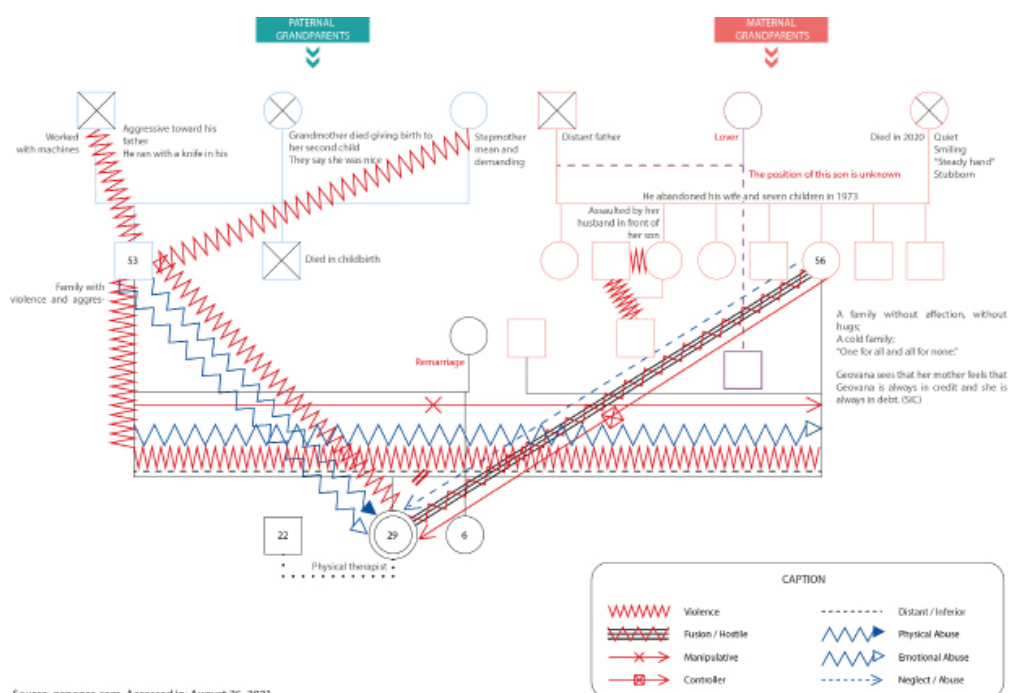 PATERNAL
GRANDPARENTS
MATERNAL
GRANDPARENTS
Worked
with machines
Aggressive toward his
father
He ran with a knife in his
Grandmother died giving birth to
her second child
They say she was nice
Stepmother
mean and
demanding
Distant father
Lover
Died in 2020
Quiet
Smiling
"Steady hand"
Stubborn
The position of this son is unknown
He abandoned his wife and seven children in 1973
Assaulted by her
husband in front of
her son
53
Died in childbirth
56
Family with
violence and aggres-
Remarriage
A family without affection, without
hugs;
A cold family;
"One for all and all for none:"
Geovana sees that her mother feels that
Geovana is always in credit and she is
always in debt. (SIC)
22
29
6
Physical therapist
CAPTION
Violence
Distant / Inferior
Fusion / Hostile
Physical Abuse
Manipulative
Emotional Abuse
Controller
Neglect / Abuse